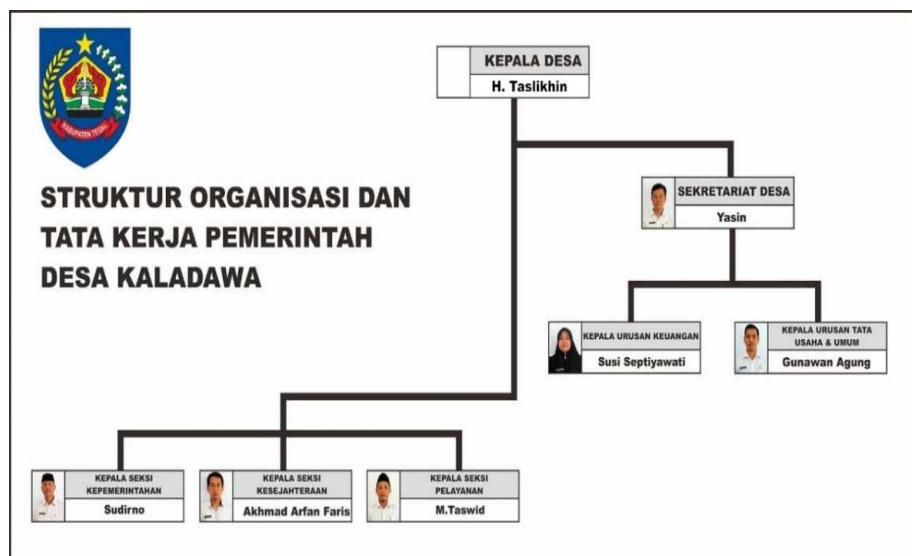 KEPALA DESA
H. Taslikhin
KABUPATEN TEGAL
STRUKTUR ORGANISASI DAN
TATA KERJA PEMERINTAH
DESA KALADAWA
SEKRETARIAT DESA
Yasin
KEPALA URUSAN KEUANGAN
Susi Septiyawati
KEPALA URUSAN TATA
USAHA & UMUM
Gunawan Agung
KEPALA SEKSI
KEPEMERINTAHAN
Sudirno
KEPALA SEKSI
KESEJAHTERAAN
Akhmad Arfan Faris
KEPALA SEKSI
PELAYANAN
M.Taswid